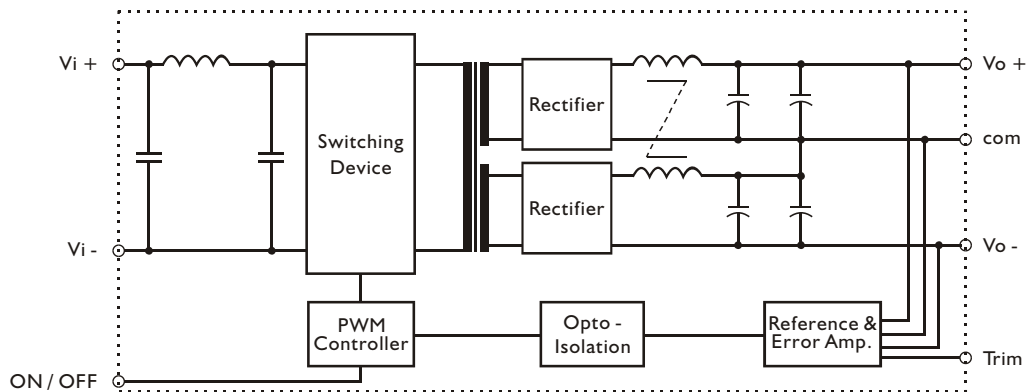 Vi +
Vo +
Switching
Device
Rectifier
com
Rectifier
Vi -
Vo -
PWM
Controller
Opto -
Isolation
Reference &
Error Amp.
Trim
ON / OFF